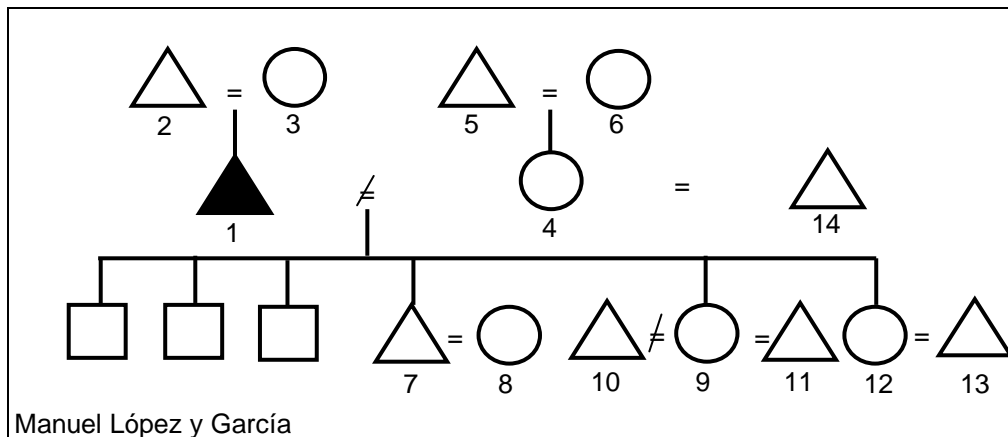 = =
2 3 5 6
≠ =
1 4 14
= ≠ = =
7 8 10 9 11 12 13
Manuel López y García